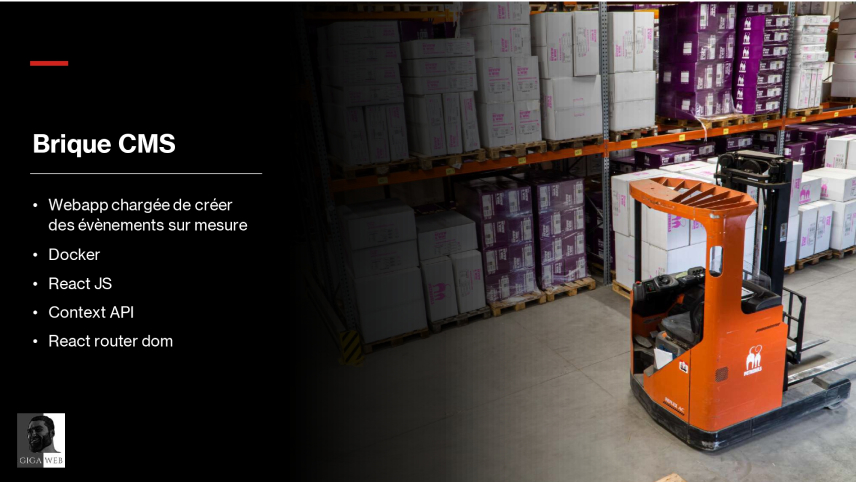 Brique CMS
• Webapp chargée de créer
des évènements sur mesure
• Docker
• React JS
• Context API
• React router dom
GIGA WEB